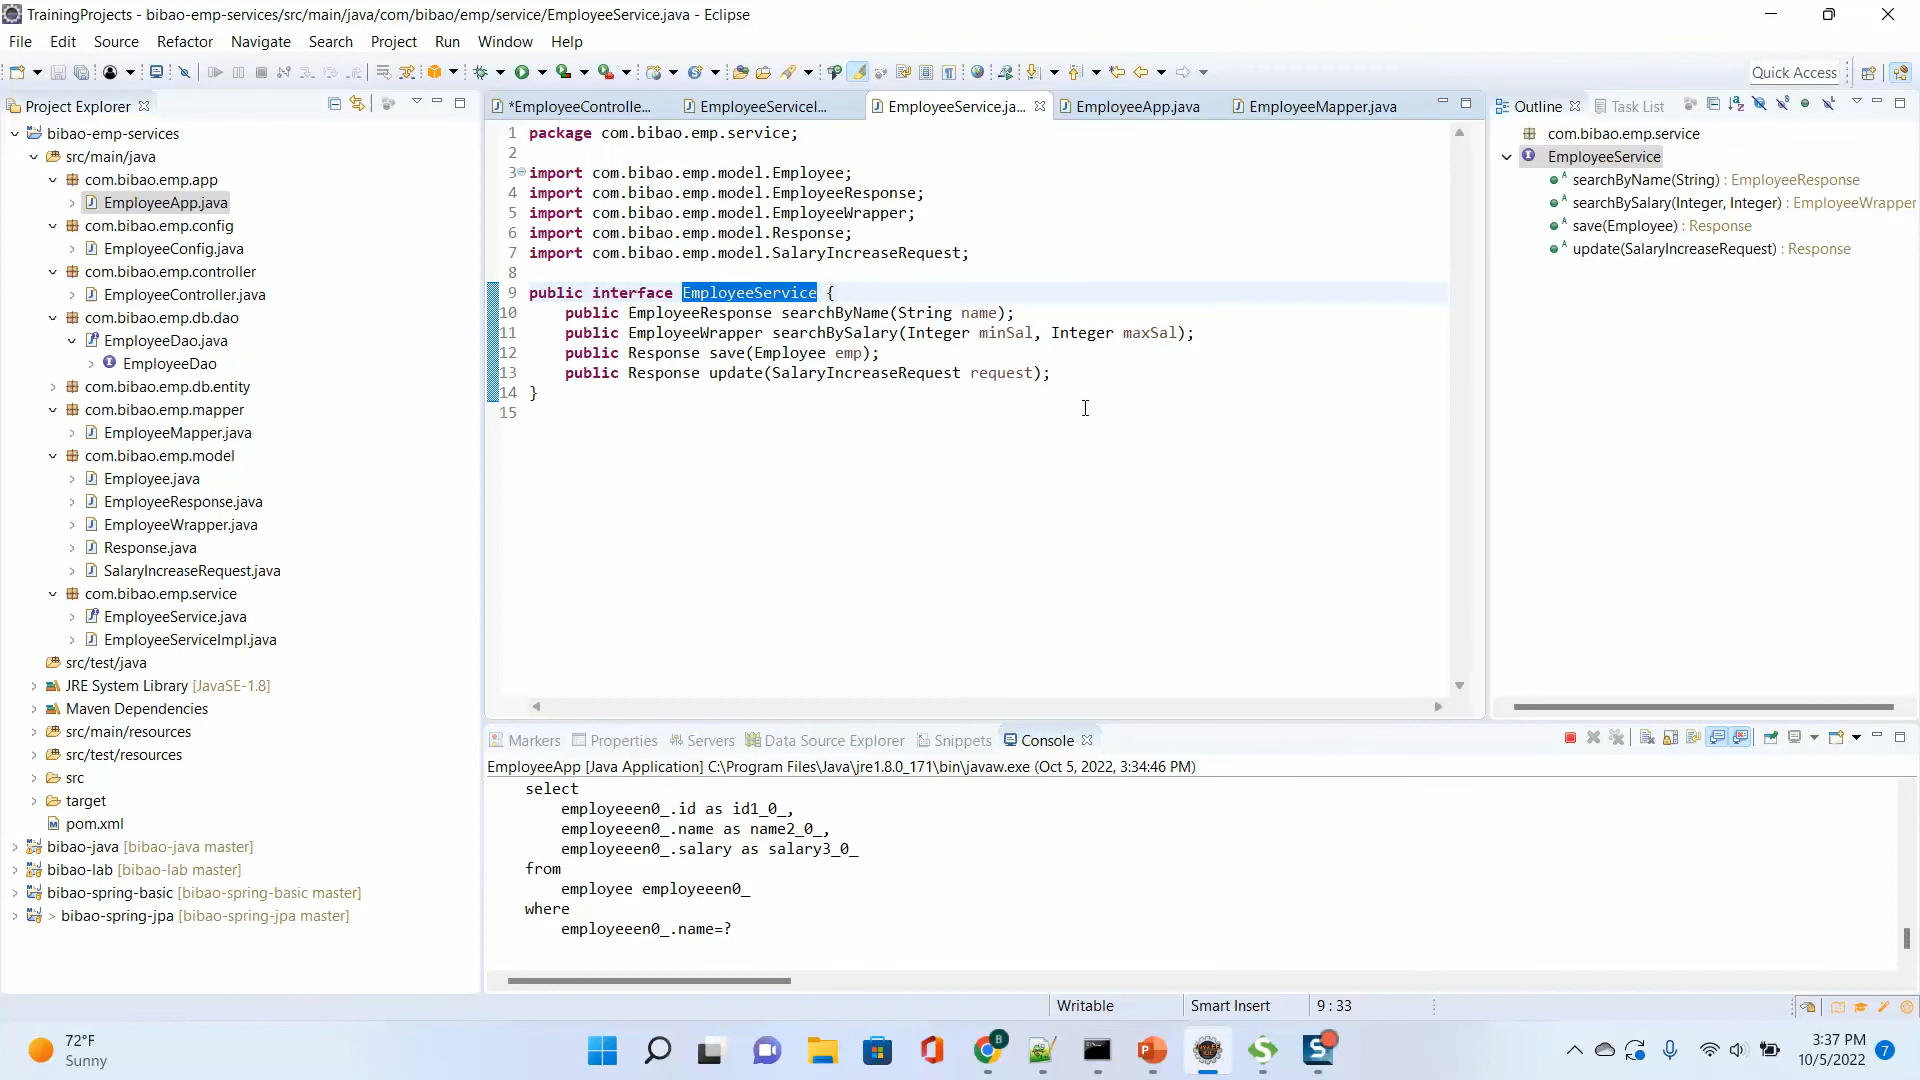 TrainingProjects - bibao-emp-services/src/main/java/com/bibao/emp/service/EmployeeService.java - Eclipse
File Edit Source Refactor Navigate Search Project Run Window Help
Quick Access
Project Explorer
bibao-emp-services
src/main/java
com.bibao.emp.app
EmployeeApp.java
com.bibao.emp.config
EmployeeConfig.java
com.bibao.emp.controller
EmployeeController.java
com.bibao.emp.db.dao
EmployeeDao.java
EmployeeDao
com.bibao.emp.db.entity
com.bibao.emp.mapper
EmployeeMapper.java
com.bibao.emp.model
Employee.java
EmployeeResponse.java
EmployeeWrapper.java
Response.java
SalaryIncreaseRequest.java
com.bibao.emp.service
EmployeeService.java
EmployeeServiceImpl.java
src/test/java
JRE System Library [JavaSE-1.8]
Maven Dependencies
src/main/resources
src/test/resources
src
target
pom.xml
bibao-java [bibao-java master]
bibao-lab [bibao-lab master]
bibao-spring-basic [bibao-spring-basic master]
> bibao-spring-jpa [bibao-spring-jpa master]
*EmployeeControlle... EmployeeServiceI... EmployeeService.ja... EmployeeApp.java EmployeeMapper.java
1 package com.bibao.emp.service;
2
3 import com.bibao.emp.model.Employee;
4 import com.bibao.emp.model.EmployeeResponse;
5 import com.bibao.emp.model.EmployeeWrapper;
6 import com.bibao.emp.model.Response;
7 import com.bibao.emp.model.SalaryIncreaseRequest;
8
9 public interface EmployeeService {
10 public EmployeeResponse searchByName(String name);
11 public EmployeeWrapper searchBySalary(Integer minSal, Integer maxSal);
12 public Response save(Employee emp);
13 public Response update(SalaryIncreaseRequest request);
14 }
15
Outline Task List
com.bibao.emp.service
EmployeeService
searchByName(String) : EmployeeResponse
searchBySalary(Integer, Integer) : EmployeeWrapper
save(Employee) : Response
update(SalaryIncreaseRequest) : Response
Markers Properties Servers Data Source Explorer Snippets Console
EmployeeApp [Java Application] C:\Program Files\Java\jre1.8.0_171\bin\javaw.exe (Oct 5, 2022, 3:34:46 PM)
select
employeeen0_.id as id1_0_,
employeeen0_.name as name2_0_,
employeeen0_.salary as salary3_0_
from
employee employeeen0_
where
employeeen0_.name=?
Writable Smart Insert 9 : 33
72°F
Sunny
3:37 PM
10/5/2022
7